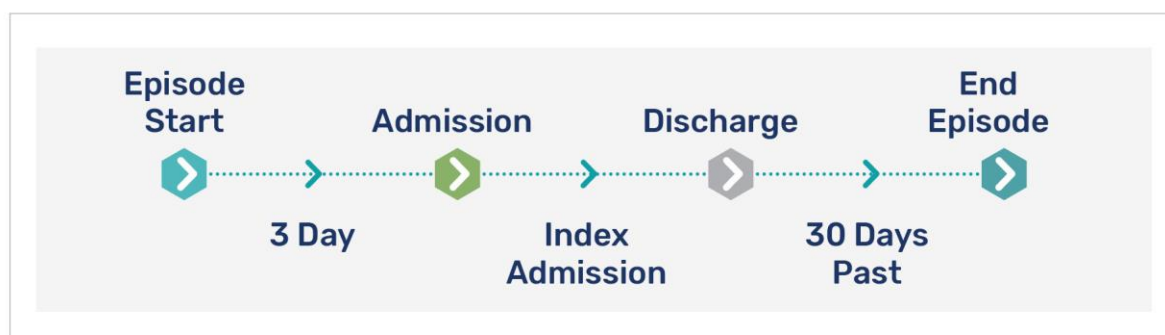 Episode
Start
Admission
Discharge
End
Episode
3 Day
Index
Admission
30 Days
Past